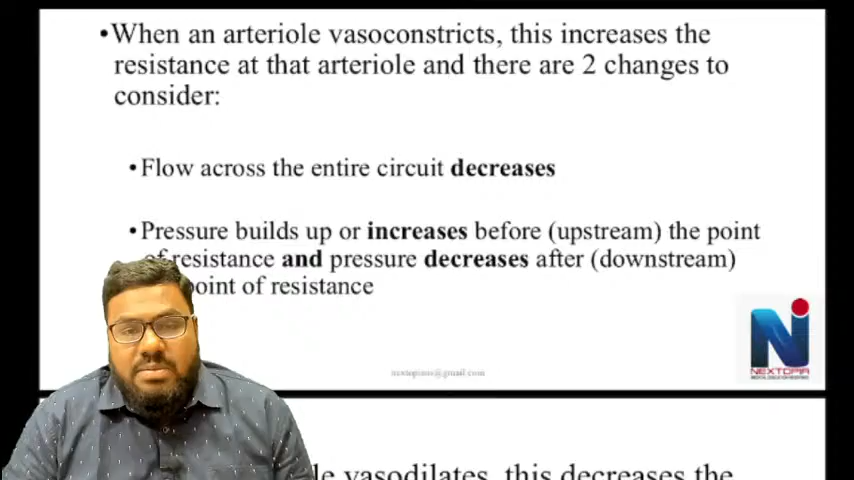 •When an arteriole vasoconstricts, this increases the
resistance at that arteriole and there are 2 changes to
consider:
•Flow across the entire circuit decreases
•Pressure builds up or increases before (upstream) the point
of resistance and pressure decreases after (downstream)
point of resistance
NEXTOPIA
vasodilates, this decreases the